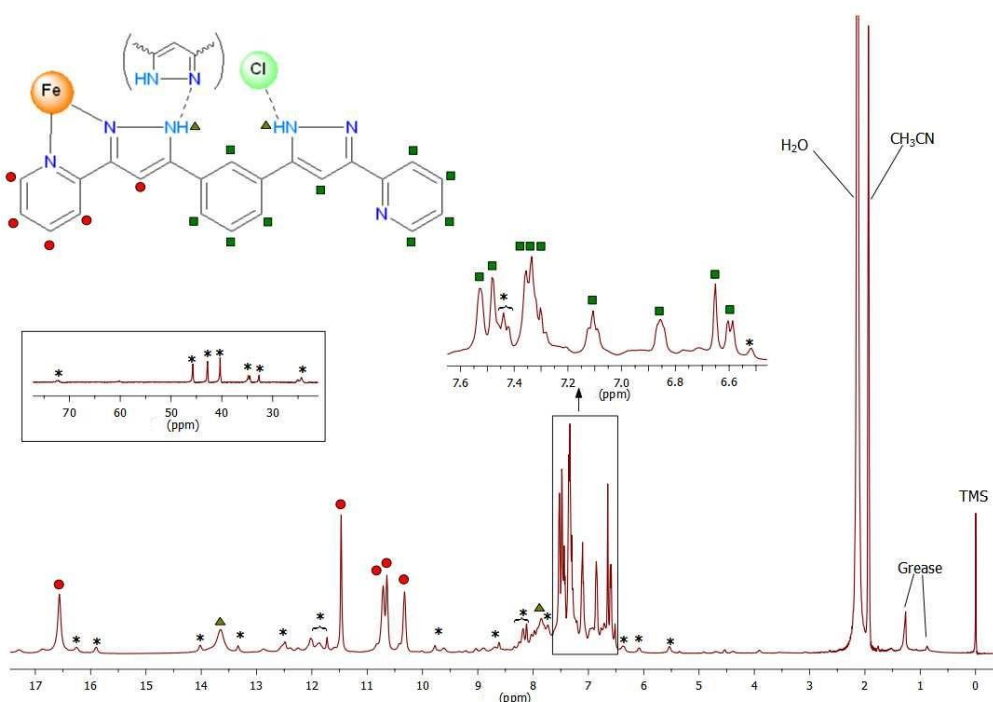 Fe
HN
N
Cl
N
NH
HN
N
N
N
H₂O
CH₃CN
*
7.6 7.4 7.2 7.0 6.8 6.6
(ppm)
* * * * * * *
70 60 50 40 30
(ppm)
TMS
Grease
* * * * * * * * * * * * *
17 16 15 14 13 12 11 10 9 8 7 6 5 4 3 2 1 0
(ppm)